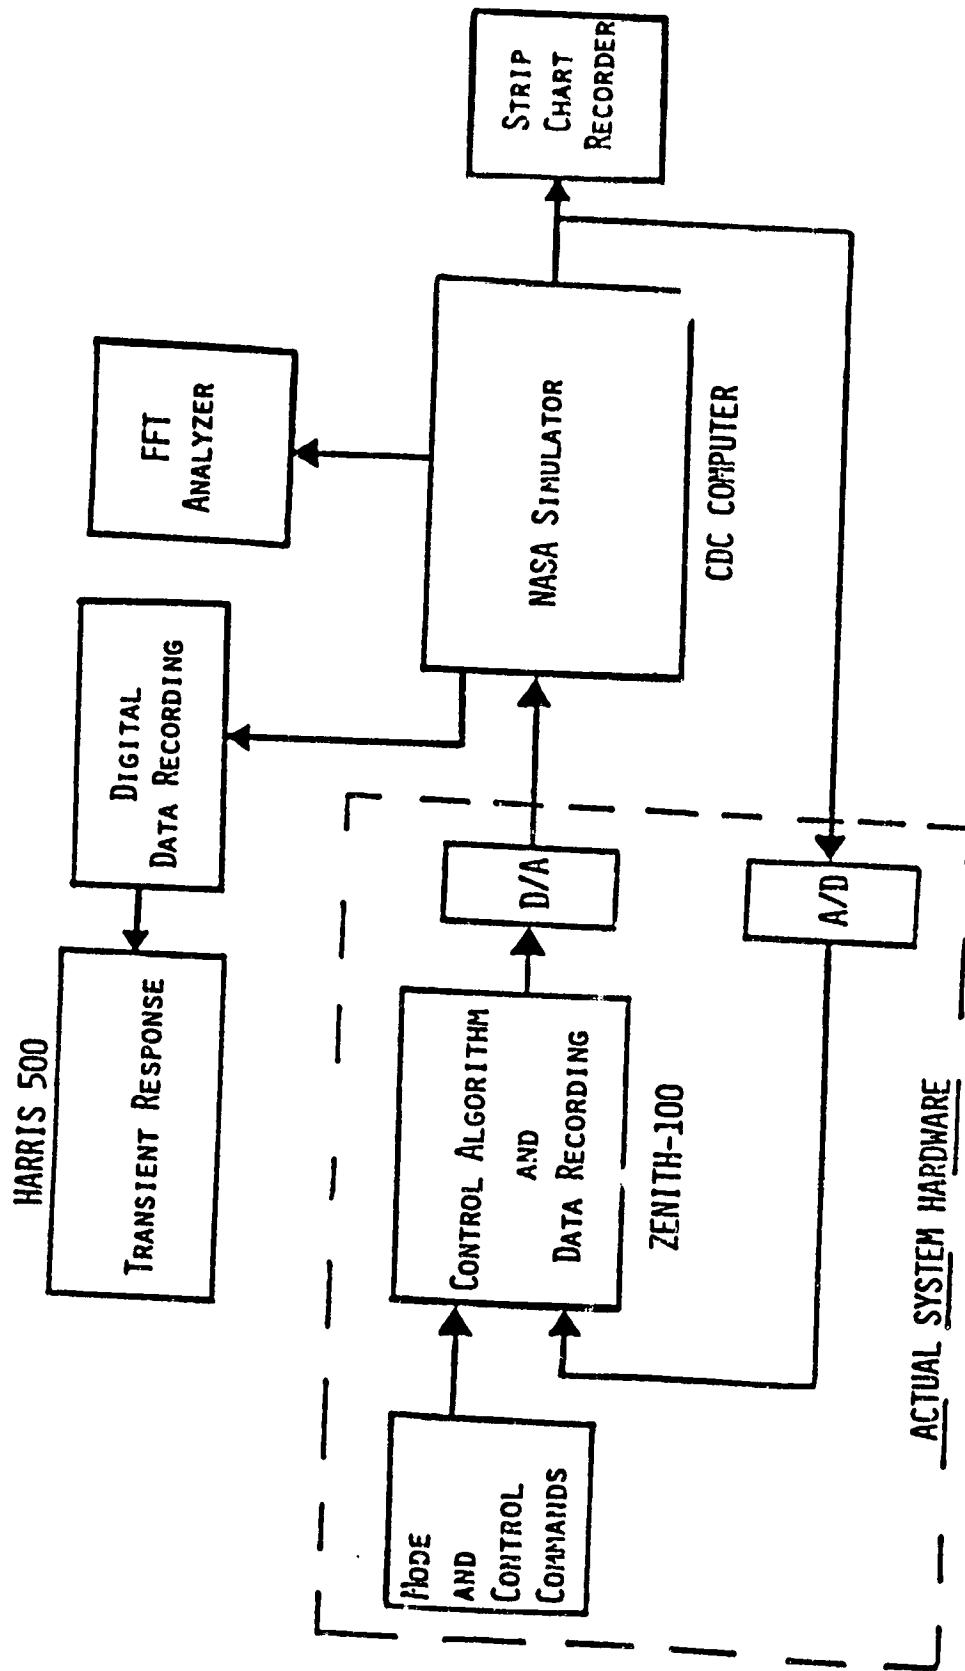 HARRIS 500
TRANSIENT RESPONSE
DIGITAL
DATA RECORDING
FFT
ANALYZER
MODE
AND
CONTROL
COMMANDS
CONTROL ALGORITHM
AND
DATA RECORDING
ZENITH-100
D/A
NASA SIMULATOR
CDC COMPUTER
STRIP
CHART
RECORDER
A/D
ACTUAL SYSTEM HARDWARE